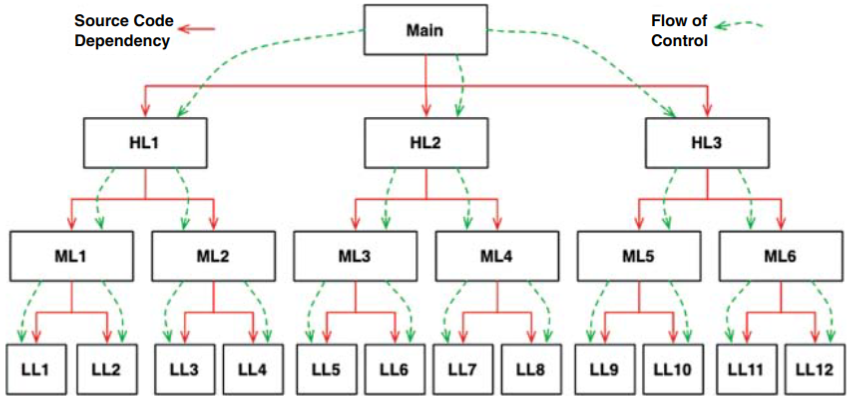 Source Code
Dependency
Main
Flow of
Control
HL1
HL2
HL3
ML1
ML2
ML3
ML4
ML5
ML6
LL1
LL2
LL3
LL4
LL5
LL6
LL7
LL8
LL9
LL10
LL11
LL12